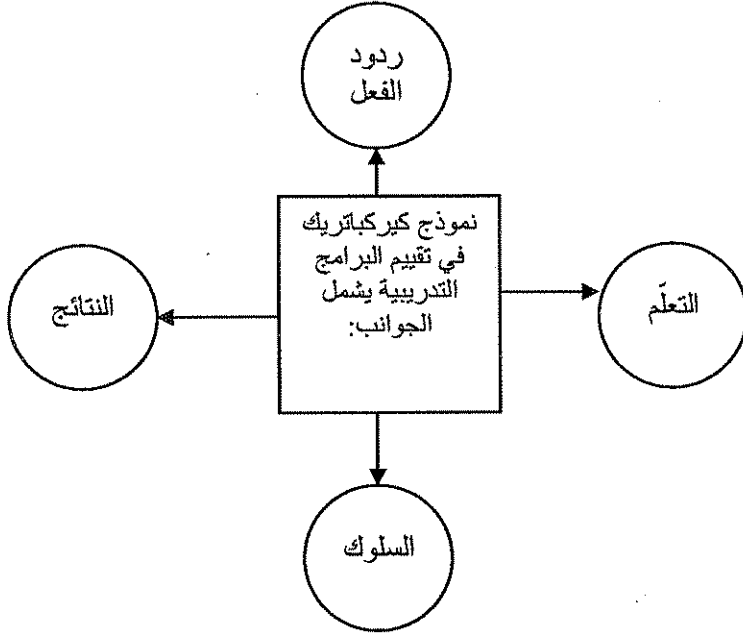 ردود
الفعل
نموذج كيركباتريك
في تقييم البرامج
التدريبية يشمل
الجوانب:
التعلّم
النتائج
السلوك